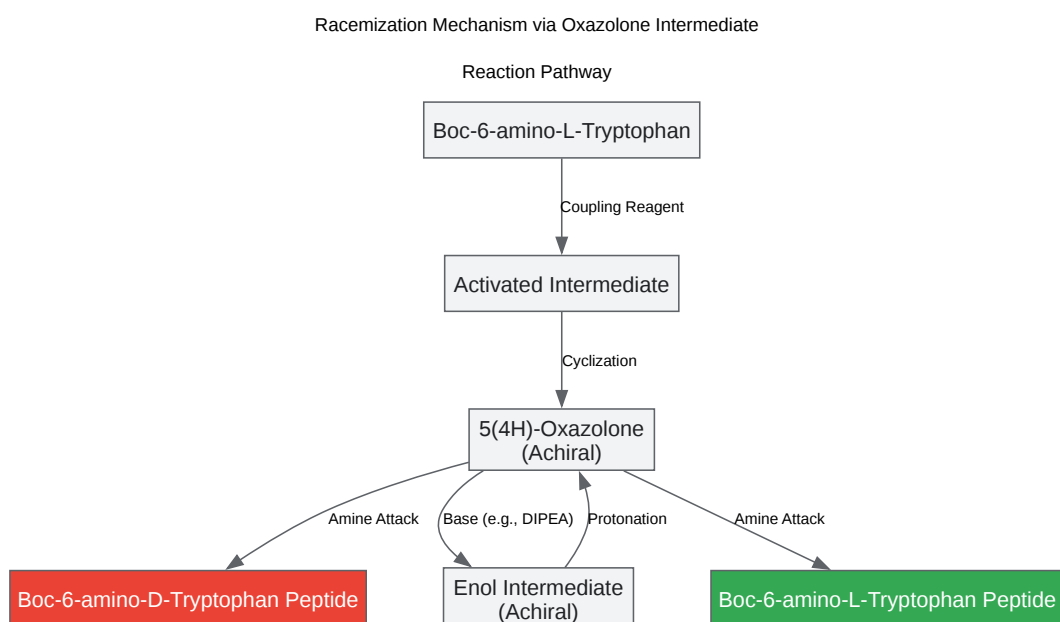 Racemization Mechanism via Oxazolone Intermediate
Reaction Pathway
Boc-6-amino-L-Tryptophan
Coupling Reagent
Activated Intermediate
Cyclization
5(4H)-Oxazolone
(Achiral)
Amine Attack
Base (e.g., DIPEA)
Protonation
Amine Attack
Boc-6-amino-D-Tryptophan Peptide
Enol Intermediate
(Achiral)
Boc-6-amino-L-Tryptophan Peptide